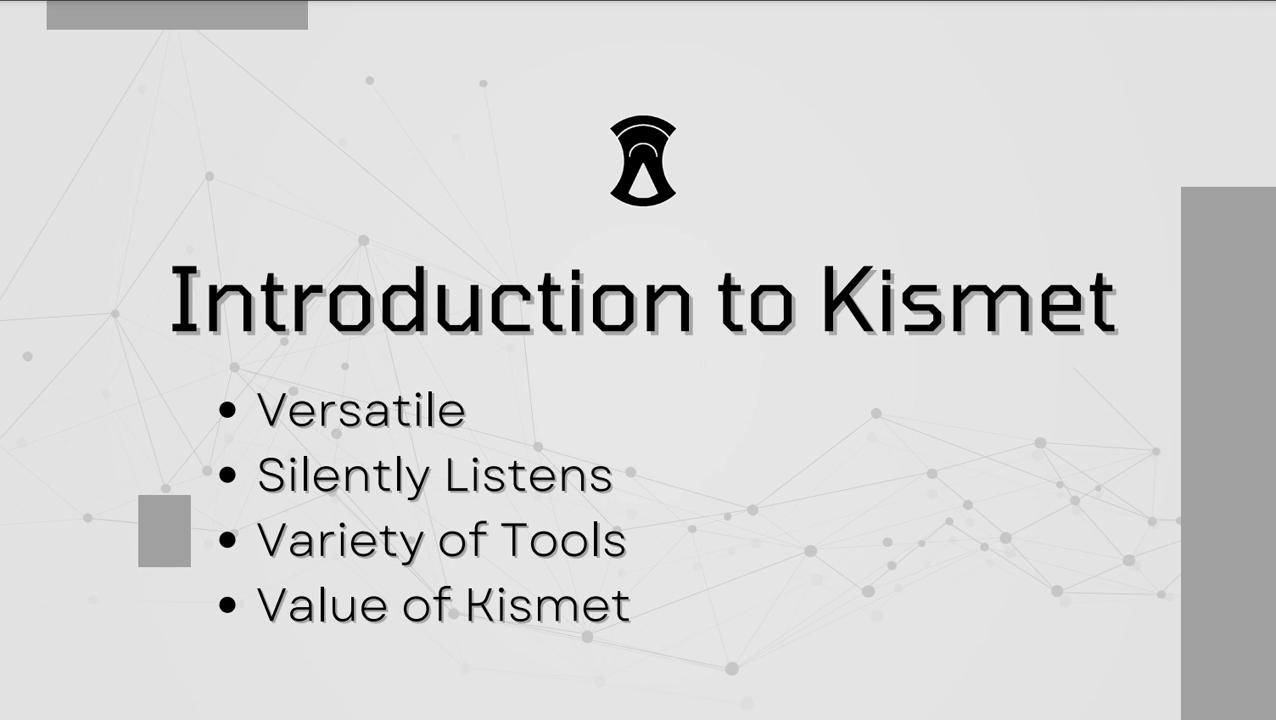 Introduction to Kismet
• Versatile
• Silently Listens
• Variety of Tools
• Value of Kismet